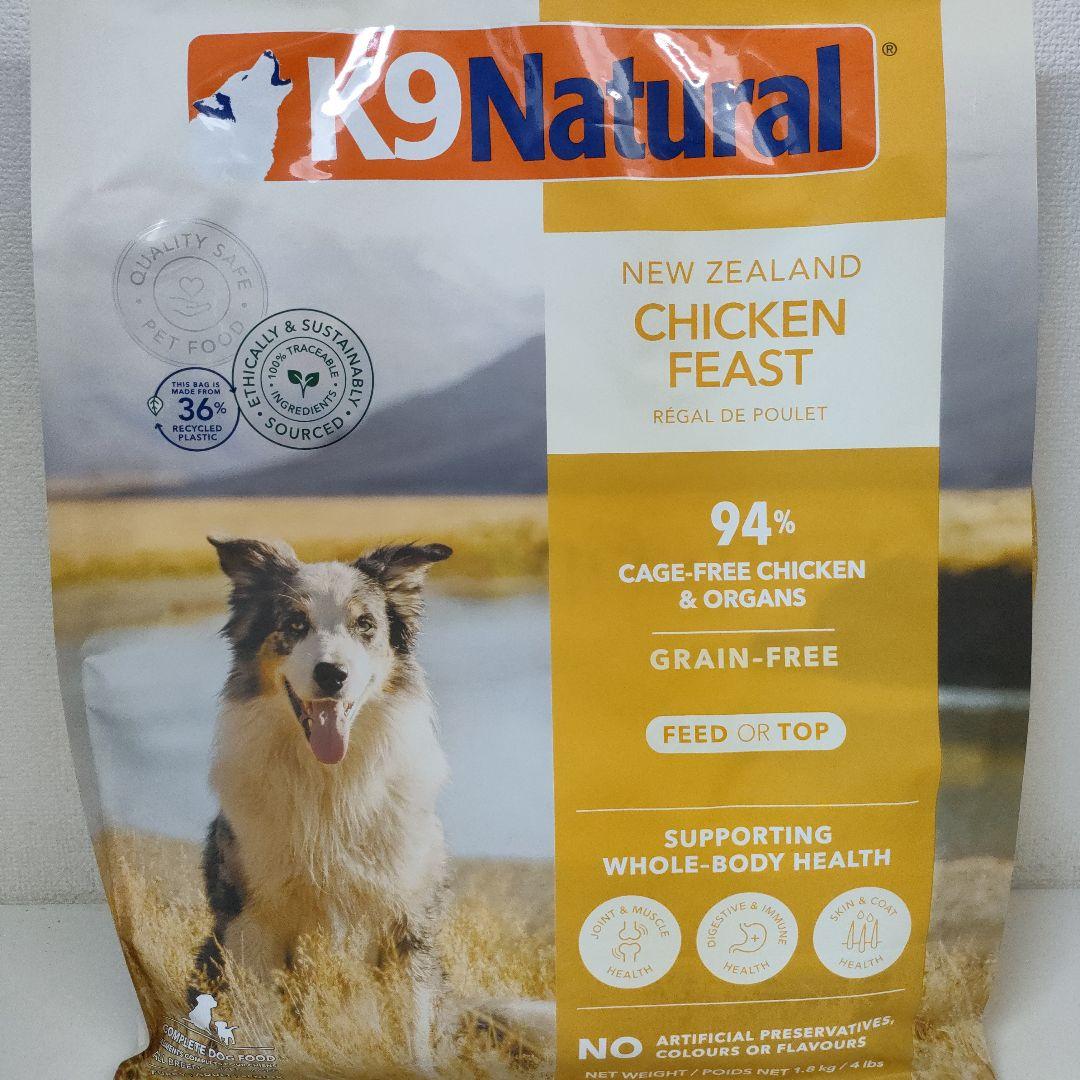 K9Natural®
QUALITY SAFE
PET FOOD
ETHICALLY & SUSTAINABLY
SOURCED
100% TRACEABLE
INGREDIENTS
THIS BAG IS
MADE FROM
36%
RECYCLED
PLASTIC
NEW ZEALAND
CHICKEN
FEAST
RÉGAL DE POULET
94%
CAGE-FREE CHICKEN
& ORGANS
GRAIN-FREE
FEED OR TOP
SUPPORTING
WHOLE-BODY HEALTH
JOINT & MUSCLE
HEALTH
DIGESTIVE & IMMUNE
HEALTH
SKIN & COAT
HEALTH
NO ARTIFICIAL PRESERVATIVES,
COLOURS OR FLAVOURS
NET WEIGHT / POIDS NET 1.8 kg / 4 lbs
COMPLETE DOG FOOD